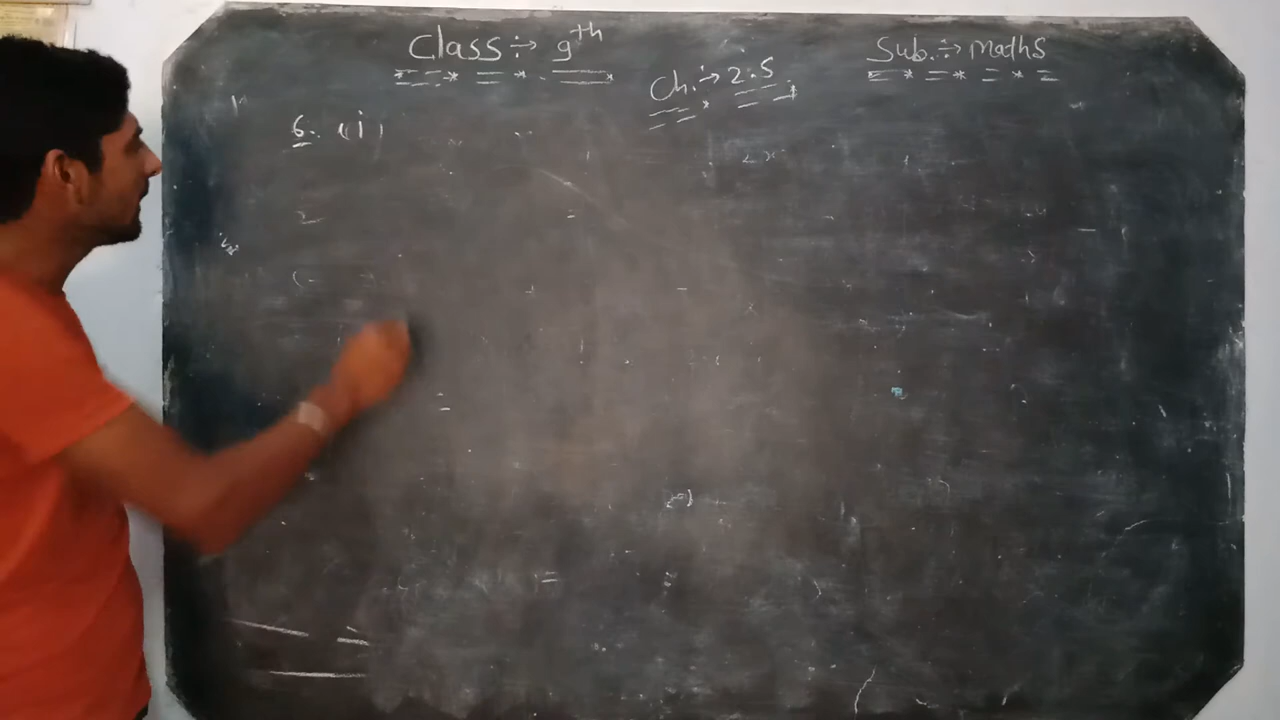 Class ÷ 9th
Sub. ÷ Maths
Ch. ÷ 2.5
6. (i)